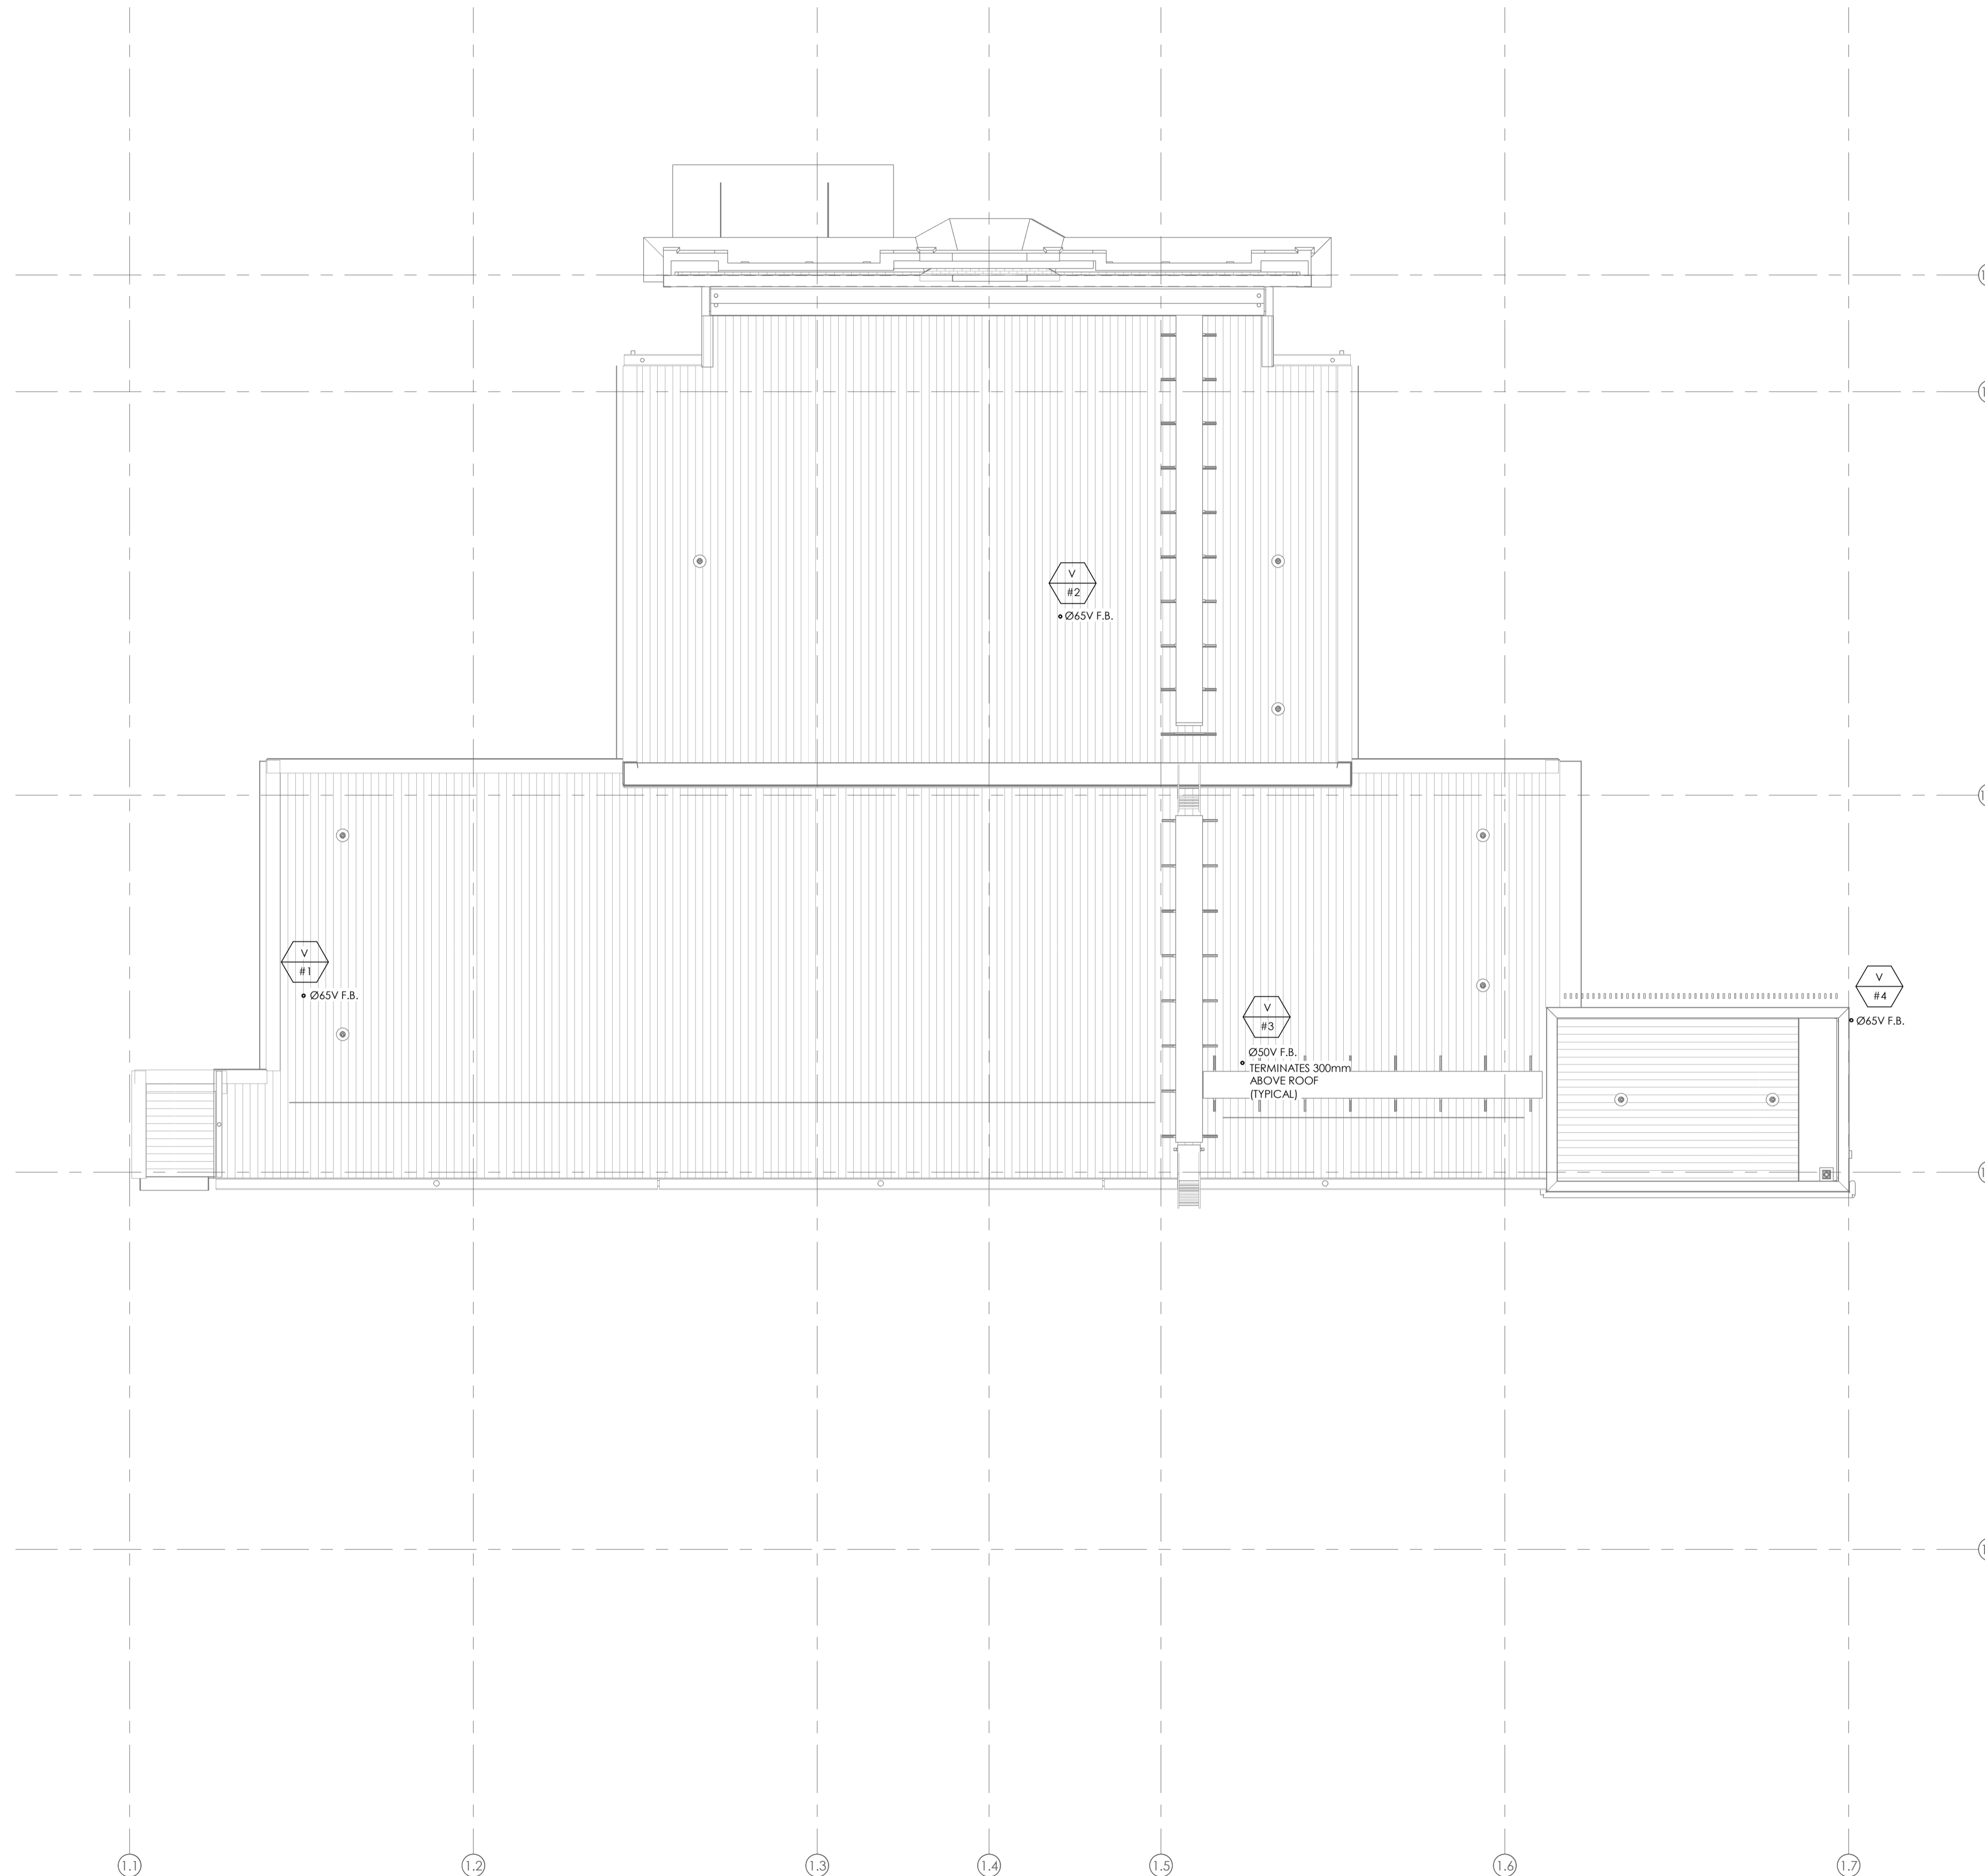 V
#2
Ø65V F.B.
V
#1
Ø65V F.B.
V
#3
Ø50V F.B.
TERMINATES 300mm
ABOVE ROOF
(TYPICAL)
V
#4
Ø65V F.B.
1.1
1.2
1.3
1.4
1.5
1.6
1.7